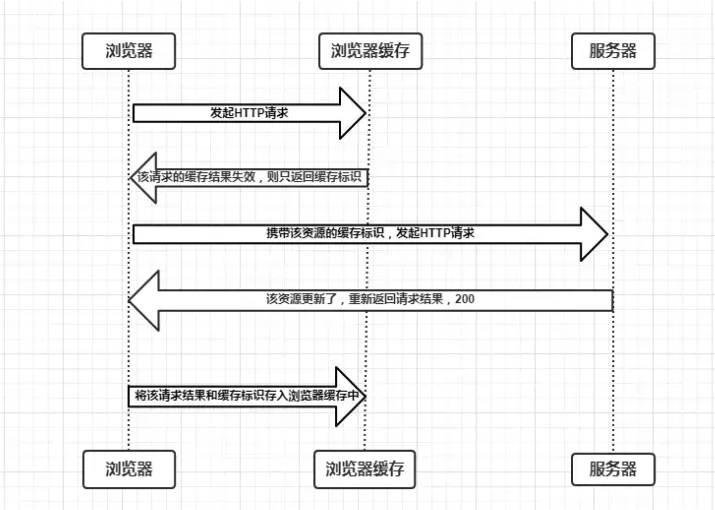 浏览器
浏览器缓存
服务器
发起HTTP请求
该请求的缓存结果失效，则只返回缓存标识
携带该资源的缓存标识，发起HTTP请求
该资源更新了，重新返回请求结果，200
将该请求结果和缓存标识存入浏览器缓存中
浏览器
浏览器缓存
服务器